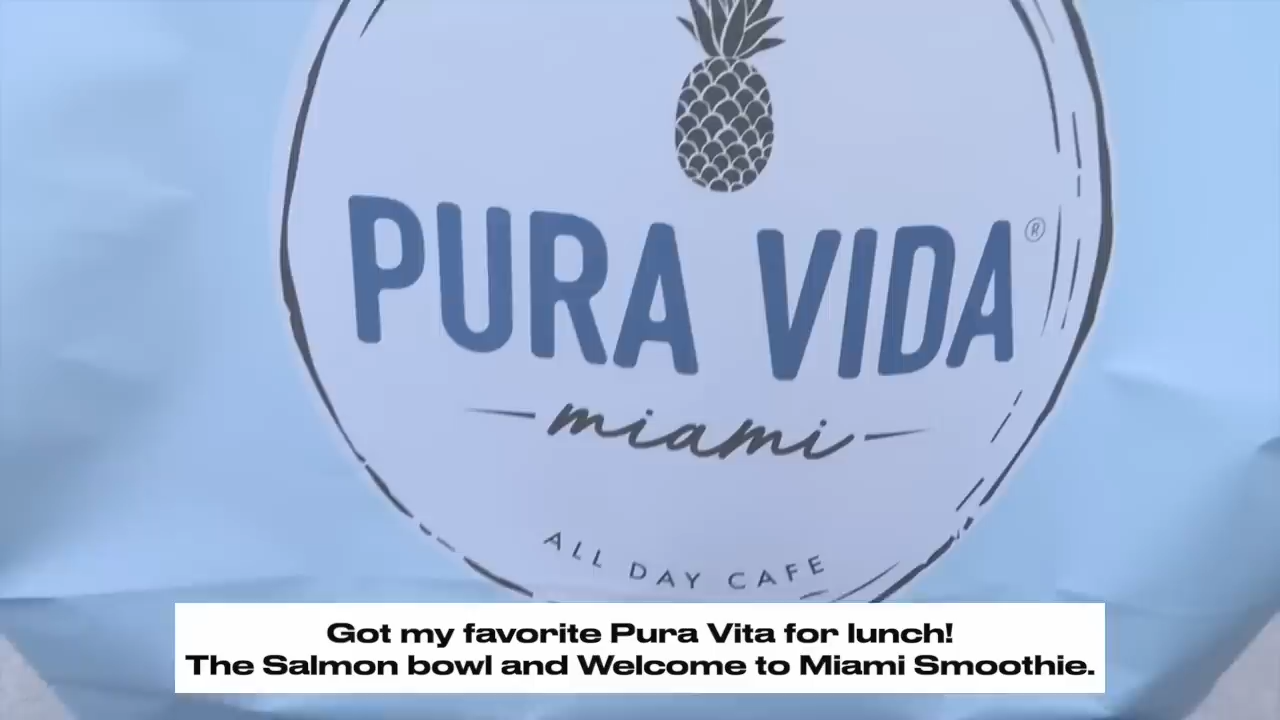 PURA VIDA®
miami
ALL DAY CAFE
Got my favorite Pura Vita for lunch!
The Salmon bowl and Welcome to Miami Smoothie.